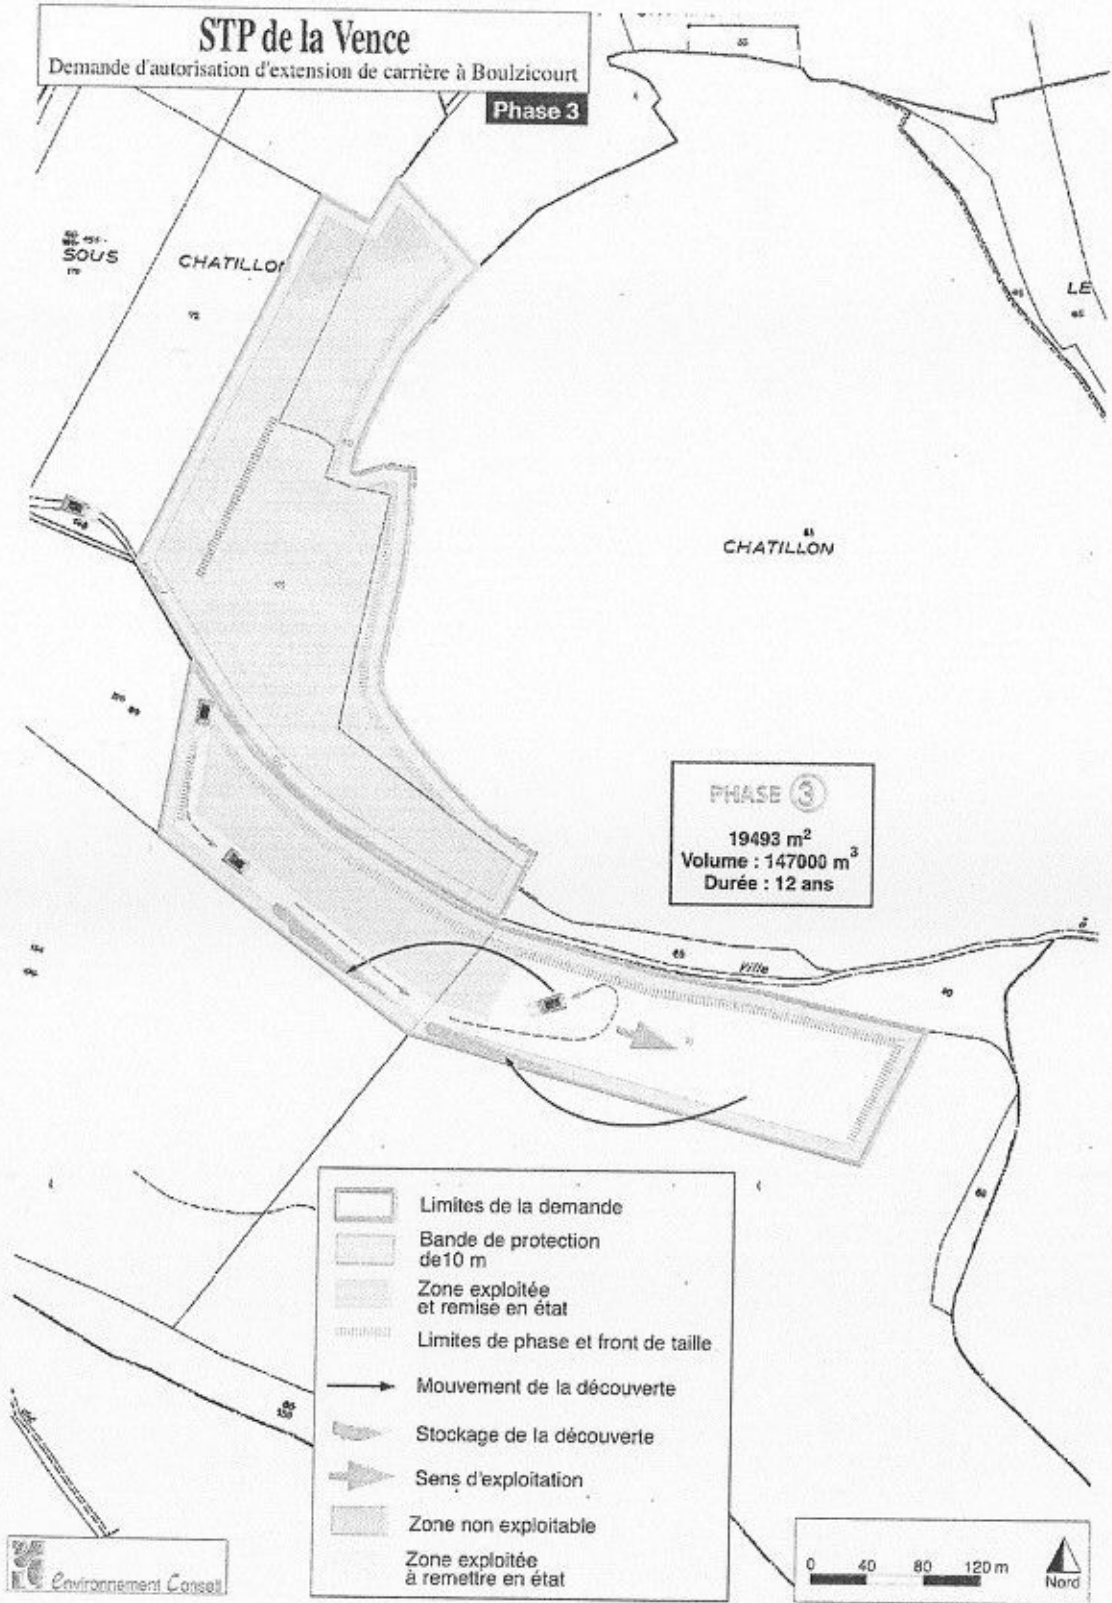 STP de la Vence
Demande d'autorisation d'extension de carrière à Boulzicourt
Phase 3
55
SOUS
CHATILLON
72
LE
65
CHATILLON
PHASE 3
19493 m²
Volume : 147000 m³
Durée : 12 ans
Ville
Limites de la demande
Bande de protection
de10 m
Zone exploitée
et remise en état
Limites de phase et front de taille
Mouvement de la découverte
Stockage de la découverte
Sens d'exploitation
Zone non exploitable
Zone exploitée
à remettre en état
Environnement Conseil
0 40 80 120 m
Nord